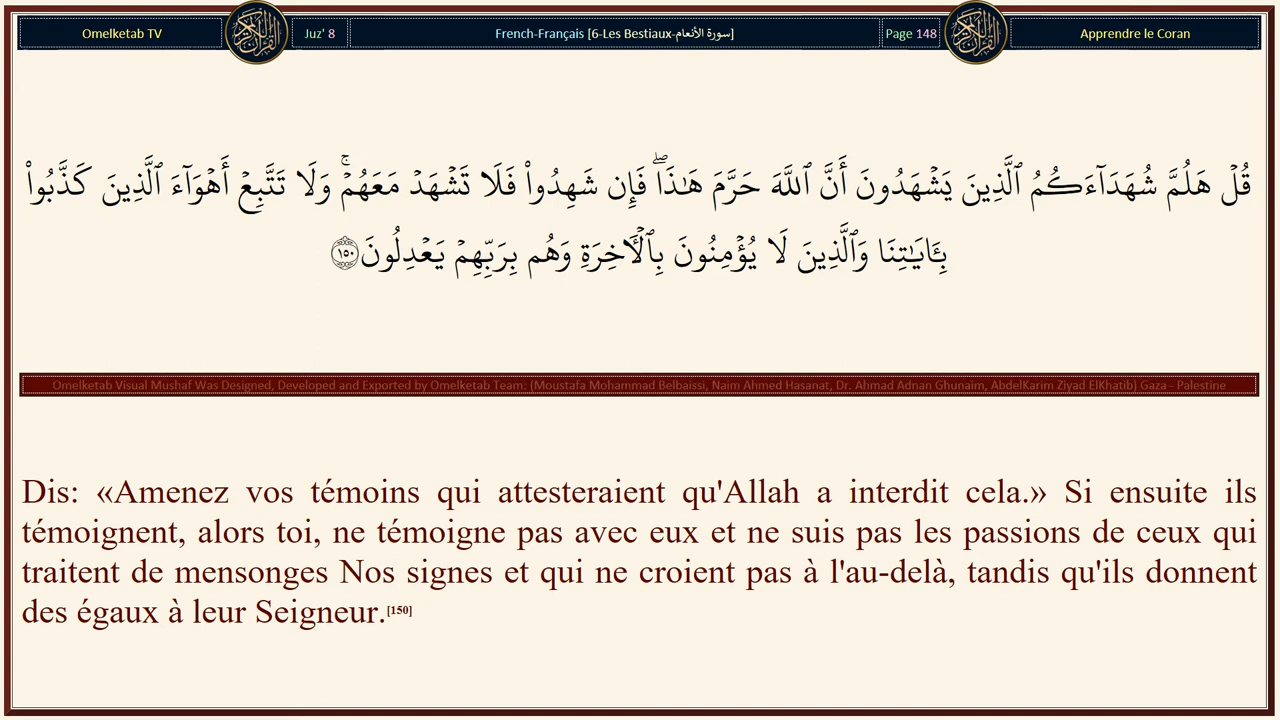 Omelketab TV
Juz' 8
French-Français [6-Les Bestiaux-سورة الأنعام]
Page 148
Apprendre le Coran
قُلۡ هَلُمَّ شُهَدَآءَكُمُ ٱلَّذِينَ يَشۡهَدُونَ أَنَّ ٱللَّهَ حَرَّمَ هَٰذَاۖ فَإِن شَهِدُواْ فَلَا تَشۡهَدۡ مَعَهُمۡۚ وَلَا تَتَّبِعۡ أَهۡوَآءَ ٱلَّذِينَ كَذَّبُواْ
بِـَٔايَٰتِنَا وَٱلَّذِينَ لَا يُؤۡمِنُونَ بِٱلۡأٓخِرَةِ وَهُم بِرَبِّهِمۡ يَعۡدِلُونَ ١٥٠
Omelketab Visual Mushaf Was Designed, Developed and Exported by Omelketab Team: (Moustafa Mohammad Belbaissi, Naim Ahmed Hasanat, Dr. Ahmad Adnan Ghunaim, AbdelKarim Ziyad ElKhatib) Gaza - Palestine
Dis: «Amenez vos témoins qui attesteraient qu'Allah a interdit cela.» Si ensuite ils
témoignent, alors toi, ne témoigne pas avec eux et ne suis pas les passions de ceux qui
traitent de mensonges Nos signes et qui ne croient pas à l'au-delà, tandis qu'ils donnent
des égaux à leur Seigneur.[150]